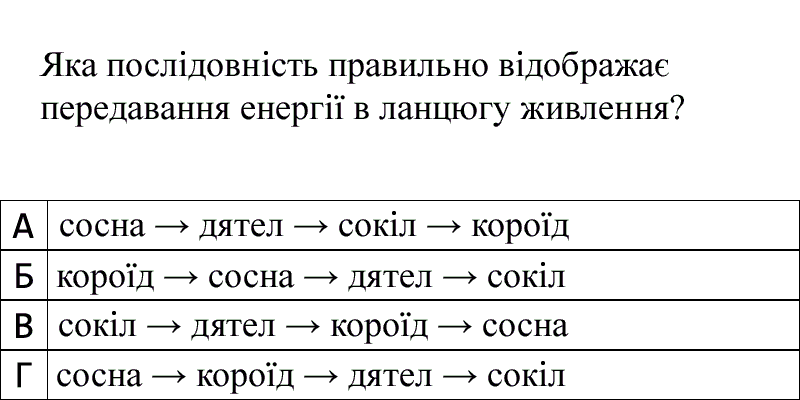 Яка послідовність правильно відображає
передавання енергії в ланцюгу живлення?
А сосна → дятел → сокіл → короїд
Б короїд → сосна → дятел → сокіл
В сокіл → дятел → короїд → сосна
Г сосна → короїд → дятел → сокіл